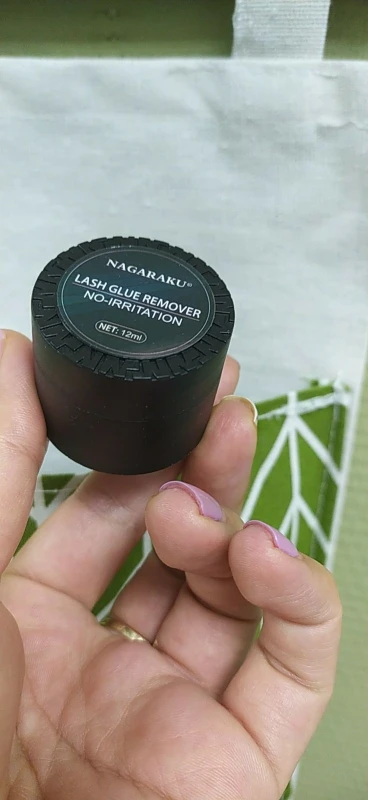 NAGARAKU®
LASH GLUE REMOVER
NO-IRRITATION
NET: 12ml